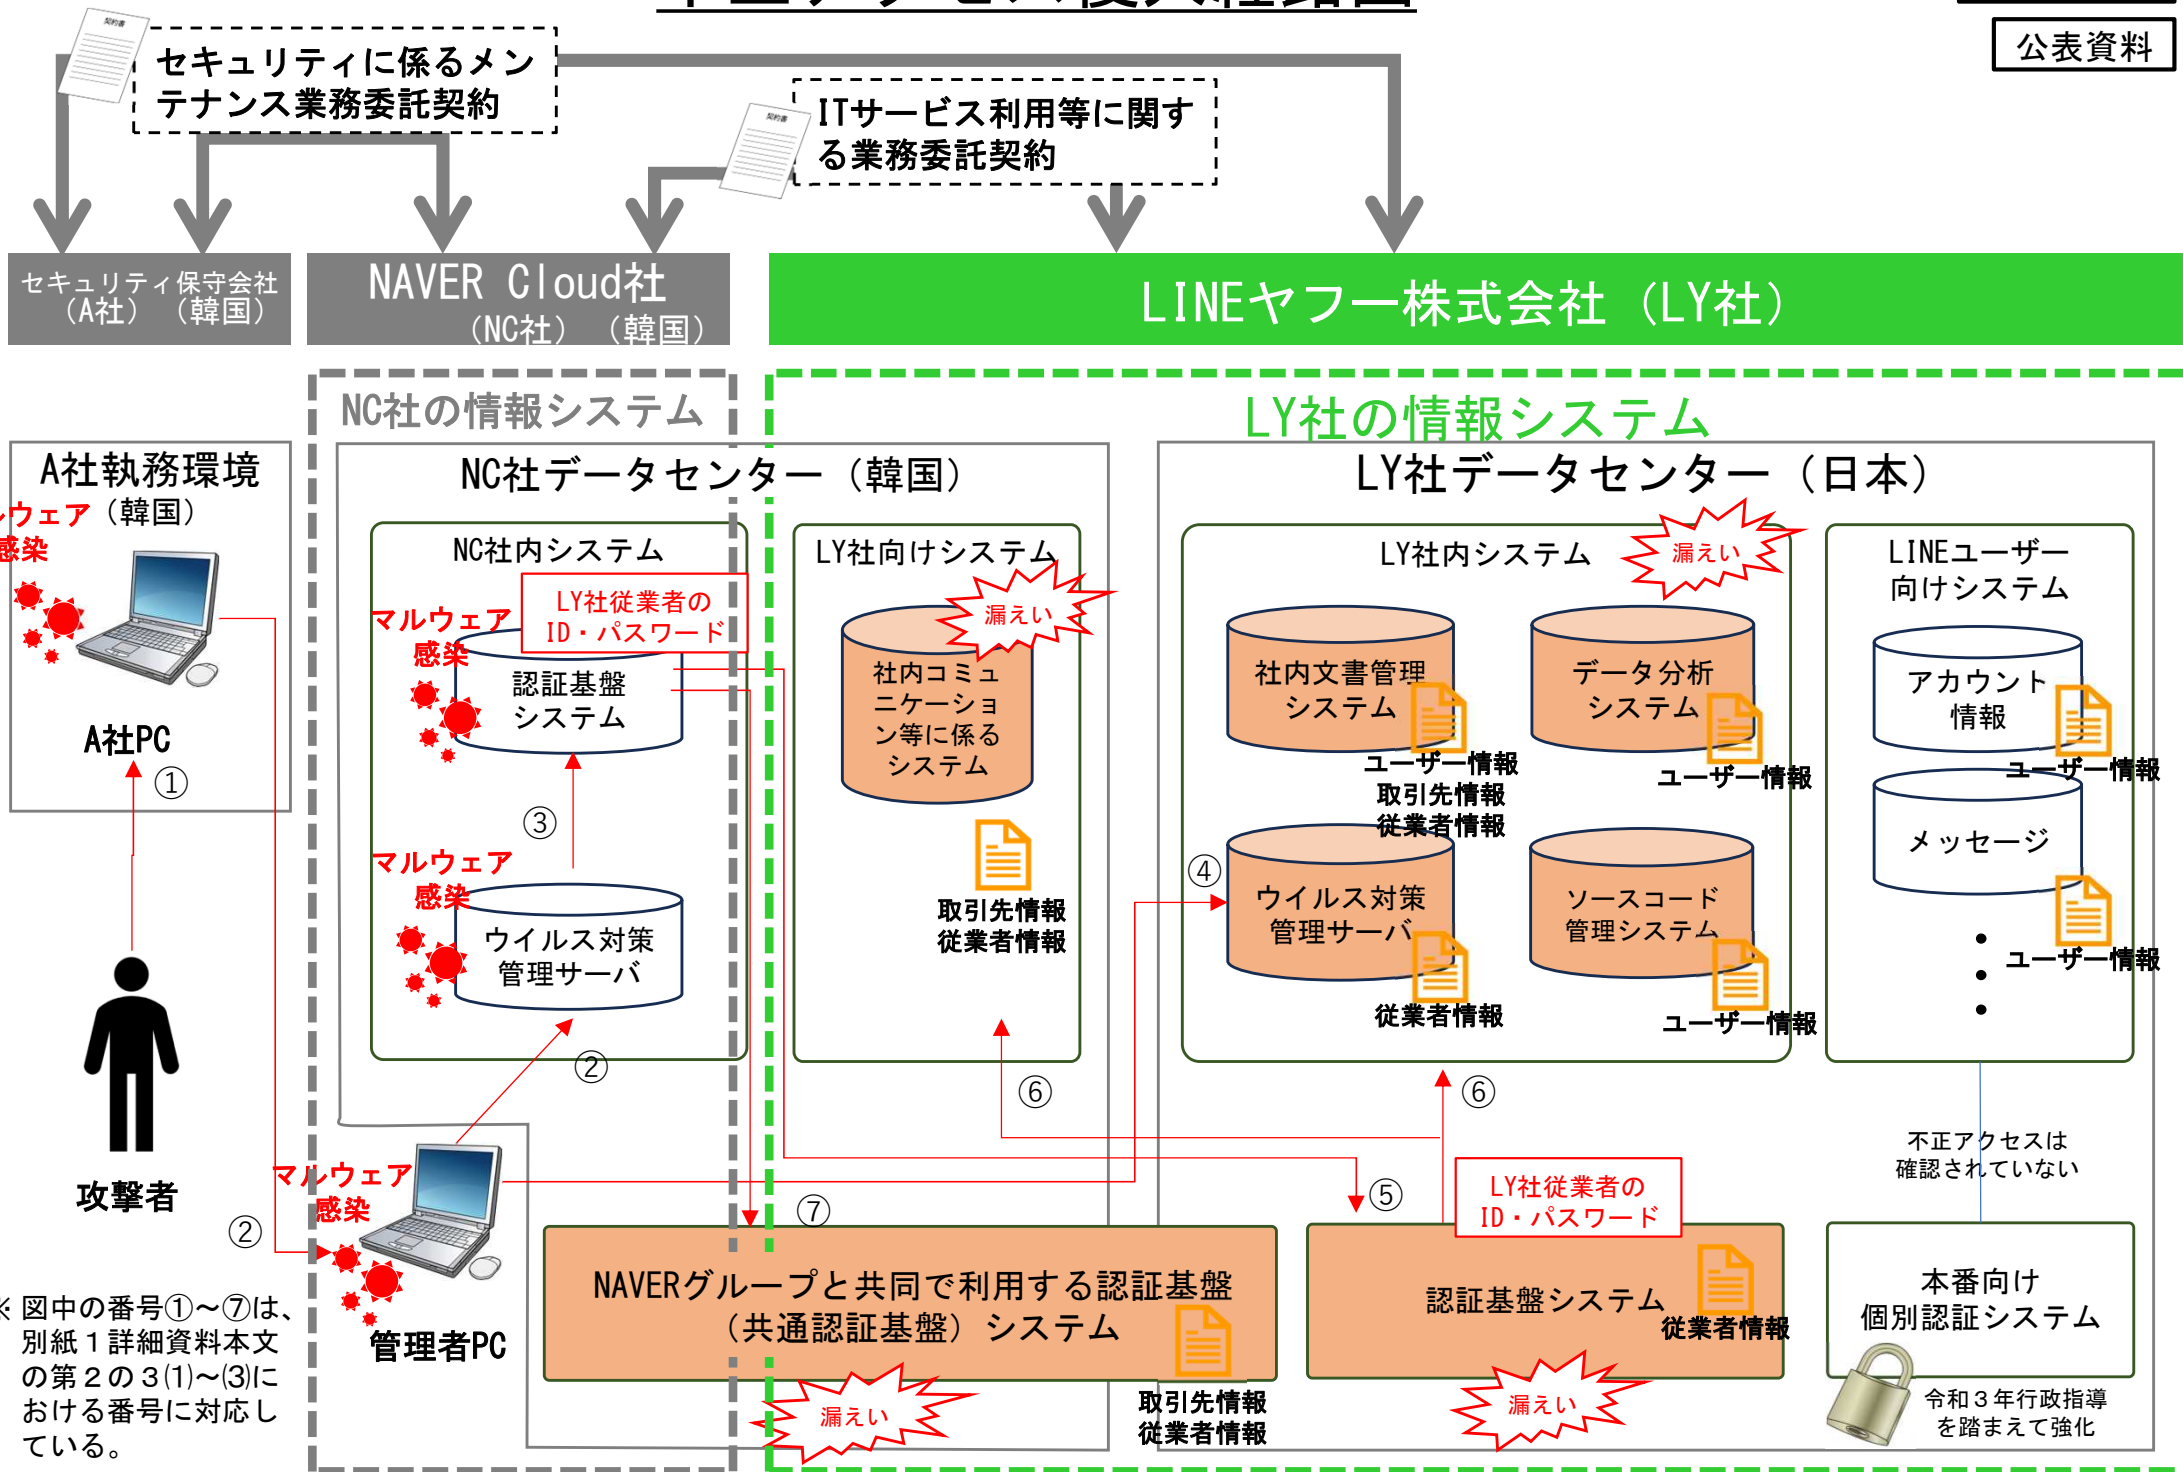 公表資料
契約書
セキュリティに係るメン
テナンス業務委託契約
契約書
ITサービス利用等に関す
る業務委託契約
セキュリティ保守会社
（A社）（韓国）
NAVER Cloud社
（NC社）（韓国）
LINEヤフー株式会社（LY社）
NC社の情報システム
LY社の情報システム
A社執務環境
（韓国）
ルウェア
感染
A社PC
①
攻撃者
②
NC社データセンター（韓国）
NC社内システム
LY社従業者の
ID・パスワード
マルウェア
感染
認証基盤
システム
③
マルウェア
感染
ウイルス対策
管理サーバ
②
マルウェア
感染
管理者PC
LY社向けシステム
漏えい
社内コミュ
ニケーショ
ン等に係る
システム
取引先情報
従業者情報
⑥
⑦
NAVERグループと共同で利用する認証基盤
（共通認証基盤）システム
漏えい
取引先情報
従業者情報
LY社データセンター（日本）
LY社内システム
漏えい
社内文書管理
システム
ユーザー情報
取引先情報
従業者情報
データ分析
システム
ユーザー情報
④
ウイルス対策
管理サーバ
従業者情報
ソースコード
管理システム
ユーザー情報
⑥
⑤
LY社従業者の
ID・パスワード
認証基盤システム
従業者情報
漏えい
LINEユーザー
向けシステム
アカウント
情報
ユーザー情報
メッセージ
ユーザー情報
不正アクセスは
確認されていない
本番向け
個別認証システム
令和３年行政指導
を踏まえて強化
※ 図中の番号①～⑦は、
別紙１詳細資料本文
の第２の３(1)～(3)に
おける番号に対応し
ている。